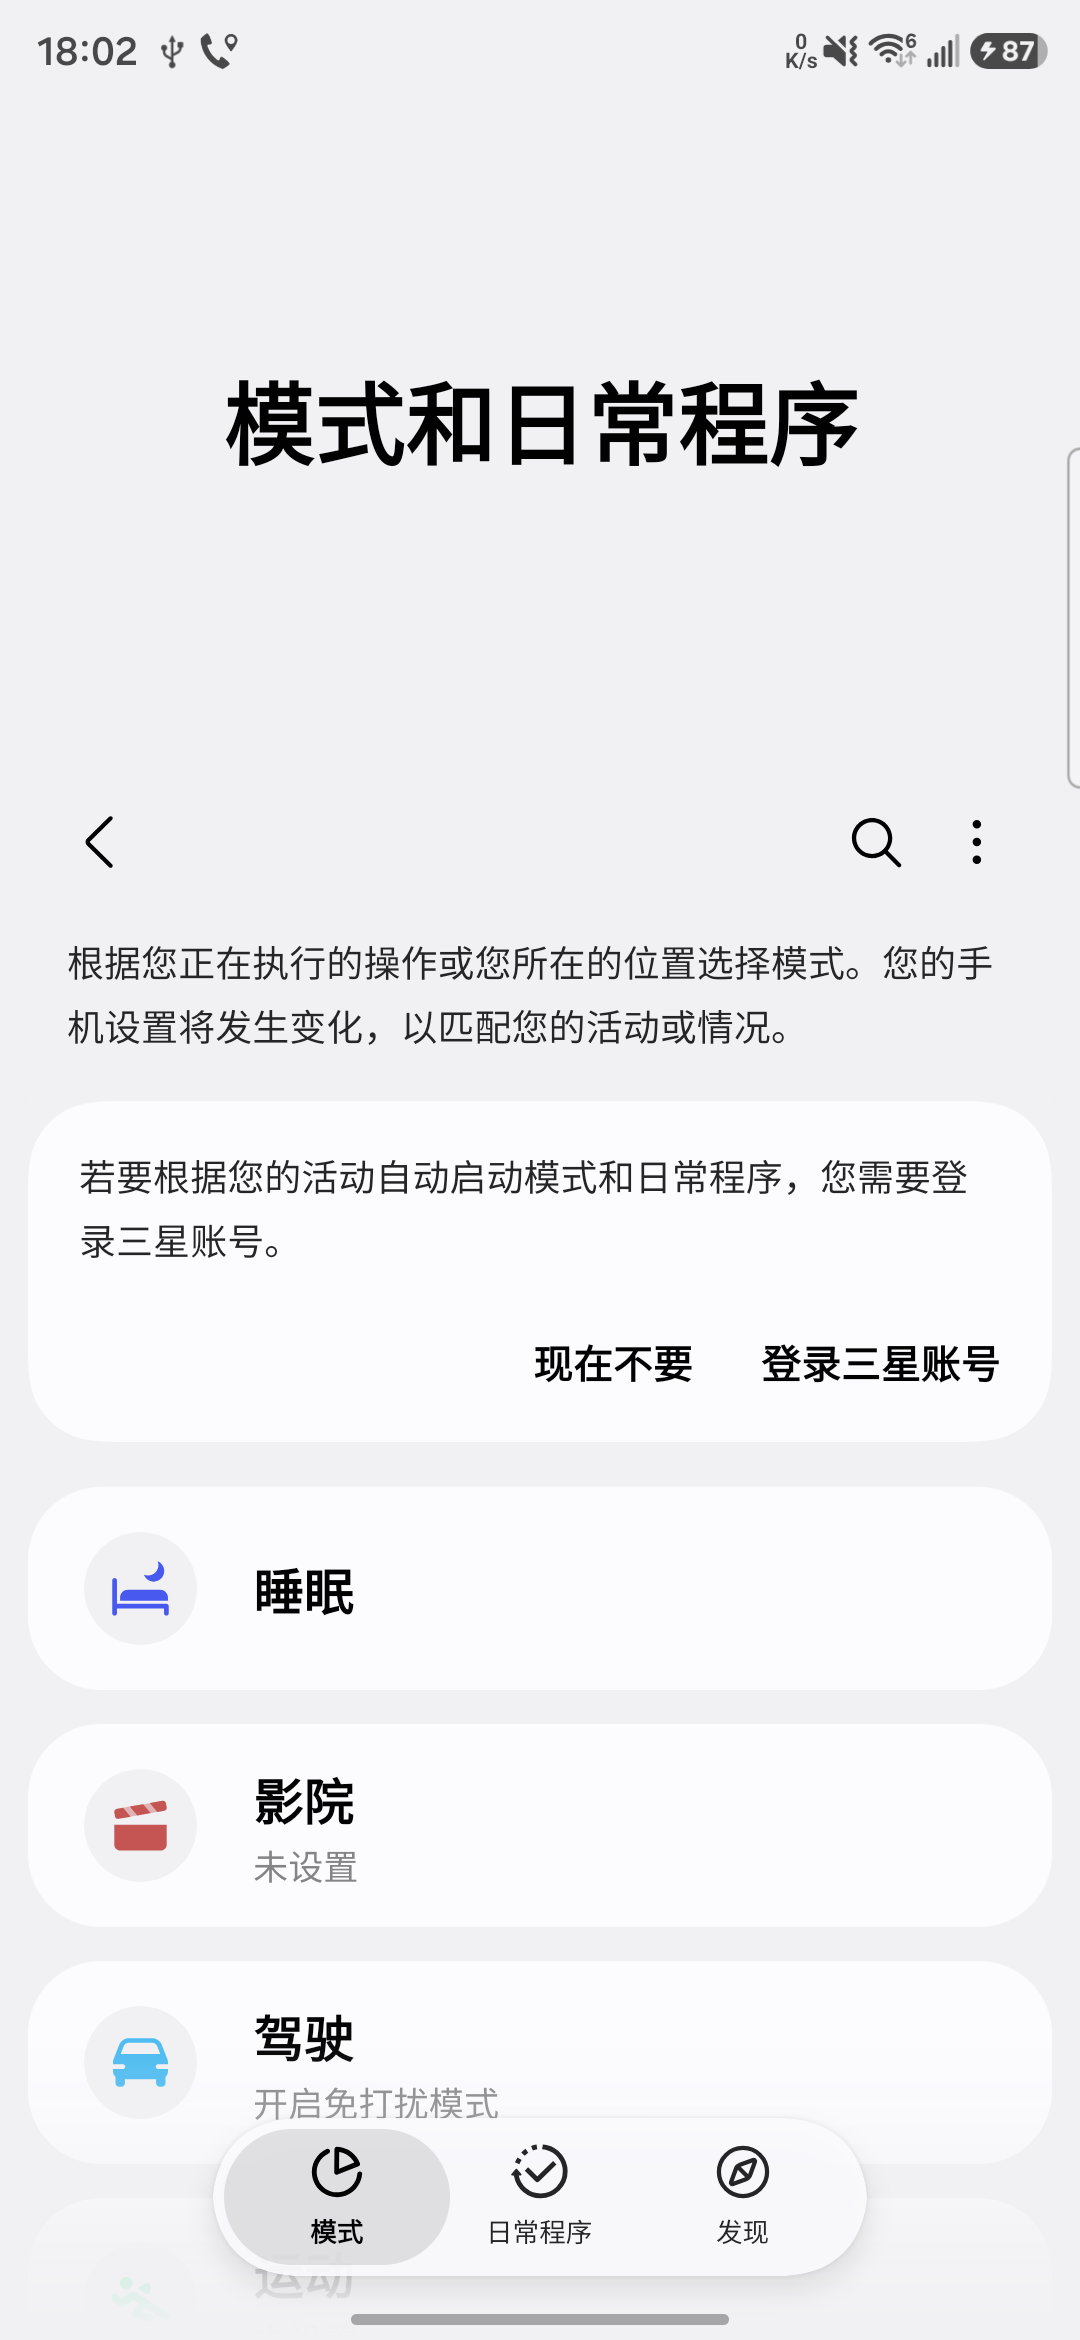 18:02
0
K/s
6
87
模式和日常程序
根据您正在执行的操作或您所在的位置选择模式。您的手
机设置将发生变化，以匹配您的活动或情况。
若要根据您的活动自动启动模式和日常程序，您需要登
录三星账号。
现在不要
登录三星账号
睡眠
影院
未设置
驾驶
开启免打扰模式
模式
日常程序
发现
运动